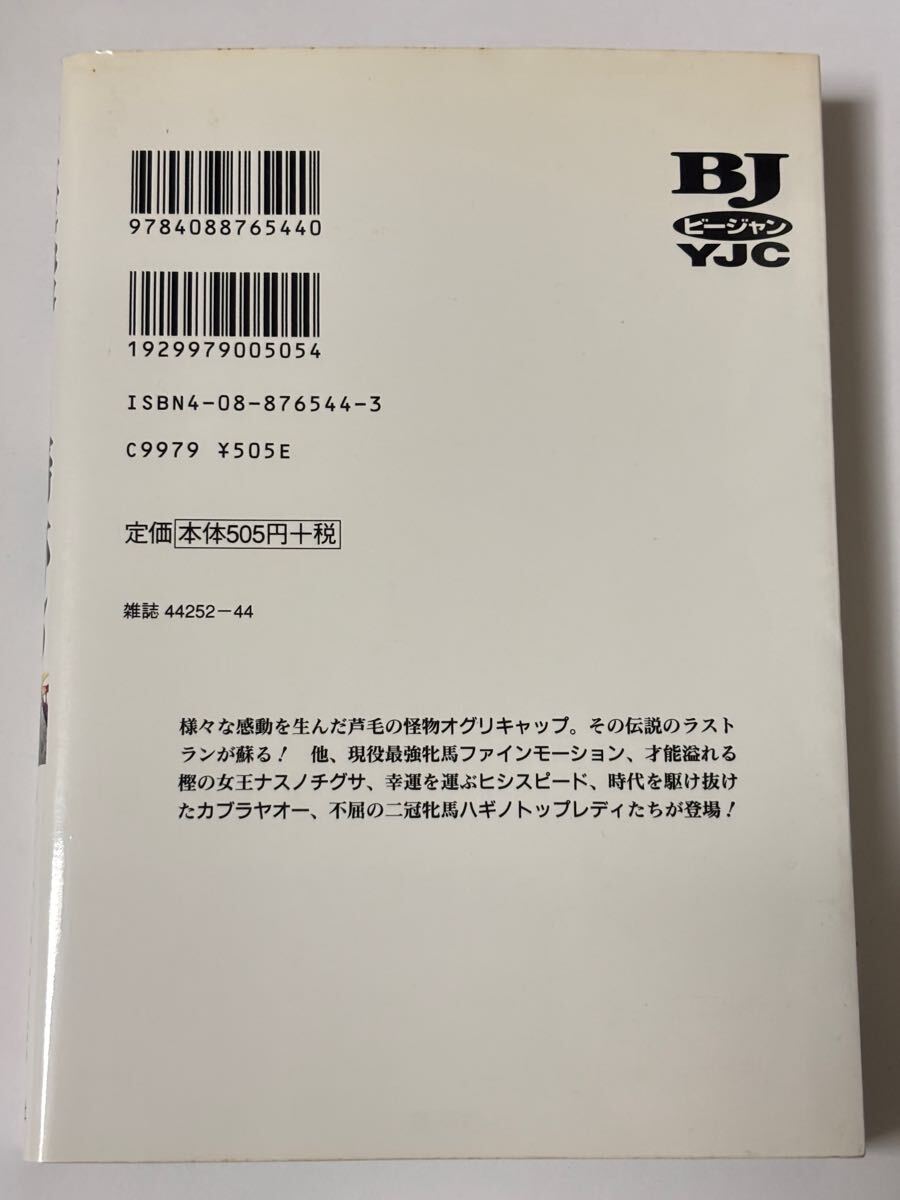 9784088765440
BJ
ビージャン
YJC
1929979005054
ISBN4-08-876544-3
C9979 ¥505E
定価 本体505円+税
雑誌 44252-44
様々な感動を生んだ芦毛の怪物オグリキャップ。その伝説のラスト
ランが蘇る！　他、現役最強牝馬ファインモーション、才能溢れる
樫の女王ナスノチグサ、幸運を運ぶヒシスピード、時代を駆け抜け
たカブラヤオー、不屈の二冠牝馬ハギノトップレディたちが登場！